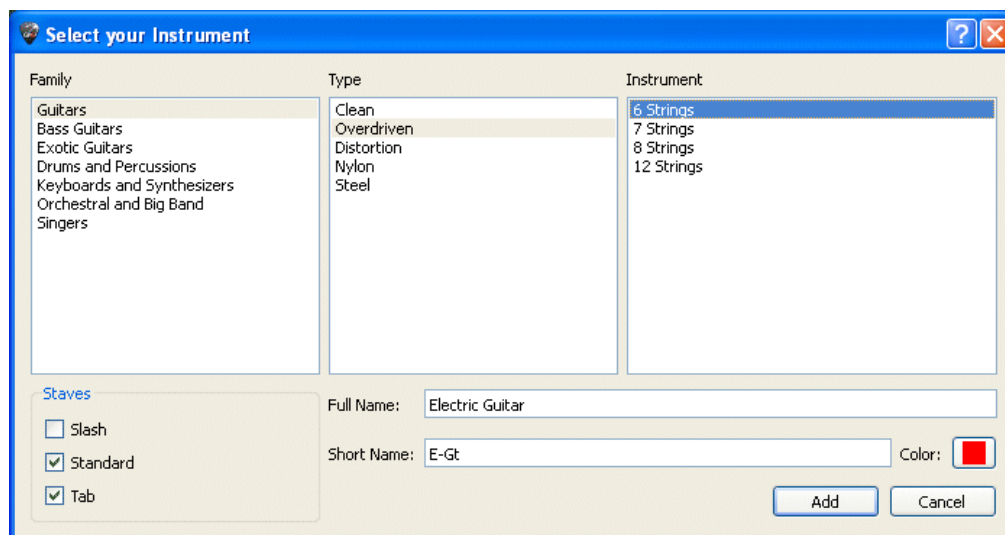 Select your Instrument
Family
Guitars
Bass Guitars
Exotic Guitars
Drums and Percussions
Keyboards and Synthesizers
Orchestral and Big Band
Singers
Type
Clean
Overdriven
Distortion
Nylon
Steel
Instrument
6 Strings
7 Strings
8 Strings
12 Strings
Staves
Slash
Standard
Tab
Full Name: Electric Guitar
Short Name: E-Gt Color:
Add Cancel